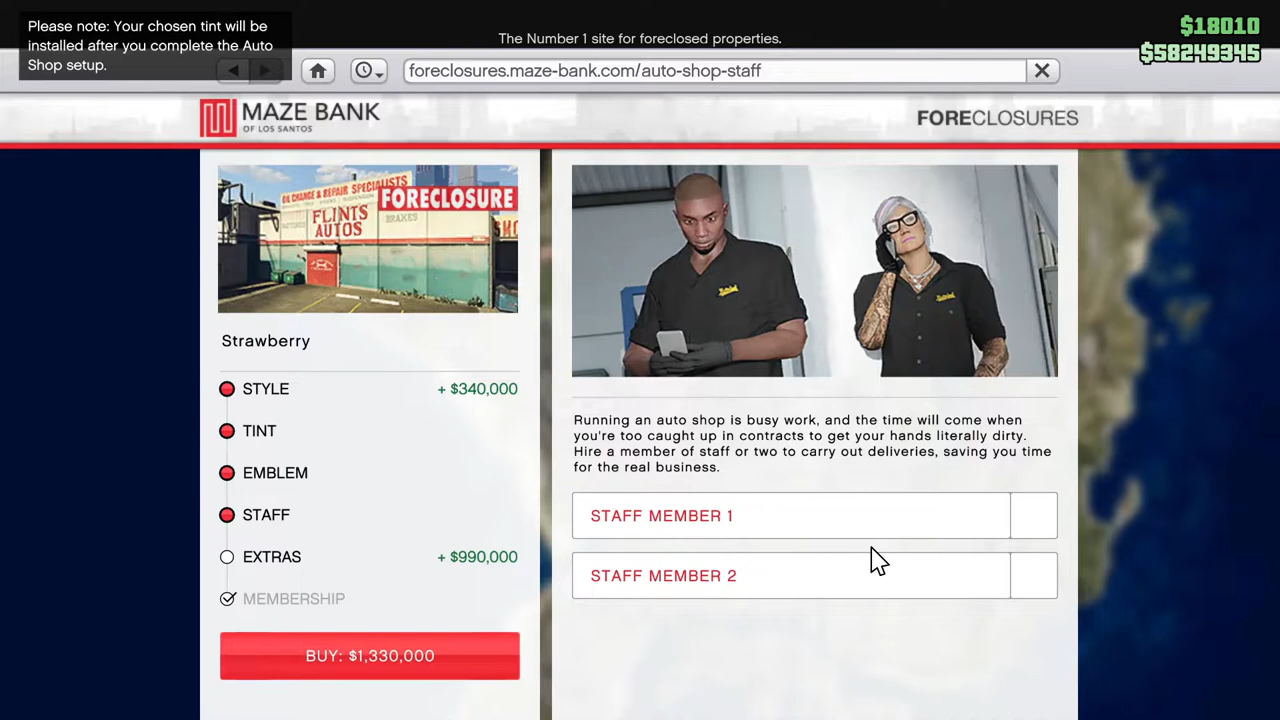 Please note: Your chosen tint will be
installed after you complete the Auto
Shop setup.
The Number 1 site for foreclosed properties.
$18010
$58249345
foreclosures.maze-bank.com/auto-shop-staff
MAZE BANK
OF LOS SANTOS
FORECLOSURES
OIL CHANGE & REPAIR SPECIALISTS
FORECLOSURE
FLINTS
AUTOS
BRAKES
Strawberry
STYLE + $340,000
TINT
EMBLEM
STAFF
EXTRAS + $990,000
MEMBERSHIP
BUY: $1,330,000
Running an auto shop is busy work, and the time will come when
you're too caught up in contracts to get your hands literally dirty.
Hire a member of staff or two to carry out deliveries, saving you time
for the real business.
STAFF MEMBER 1
STAFF MEMBER 2